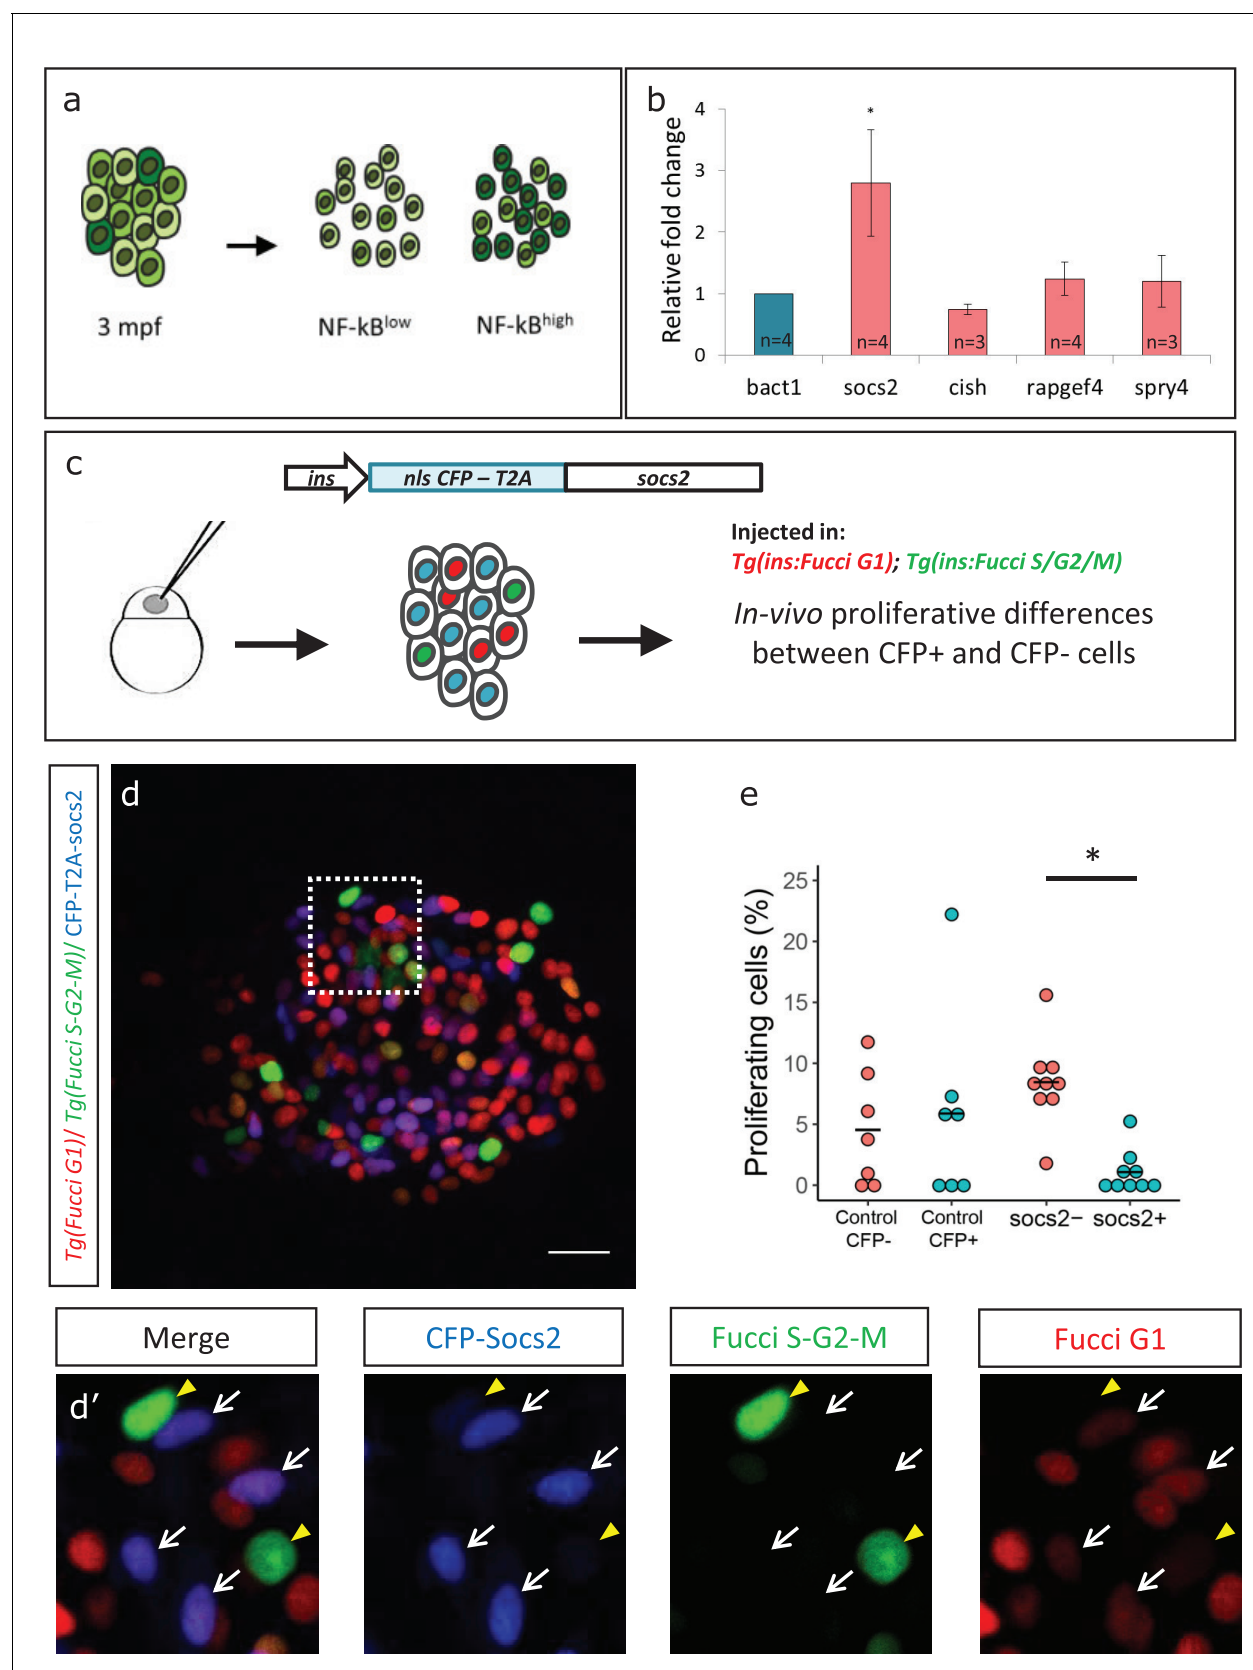 a
3 mpf
NF-kBlow
NF-kBhigh
b
Relative fold change
4
3
2
1
0
*
n=4
n=4
n=3
n=4
n=3
bact1
socs2
cish
rapgef4
spry4
c
ins
nls CFP – T2A
socs2
Injected in:
Tg(ins:Fucci G1); Tg(ins:Fucci S/G2/M)
In-vivo proliferative differences
between CFP+ and CFP- cells
Tg(Fucci G1)/ Tg(Fucci S-G2-M)/ CFP-T2A-socs2
d
e
*
Proliferating cells (%)
25
20
15
10
5
0
Control
CFP-
Control
CFP+
socs2−
socs2+
Merge
CFP-Socs2
Fucci S-G2-M
Fucci G1
d′